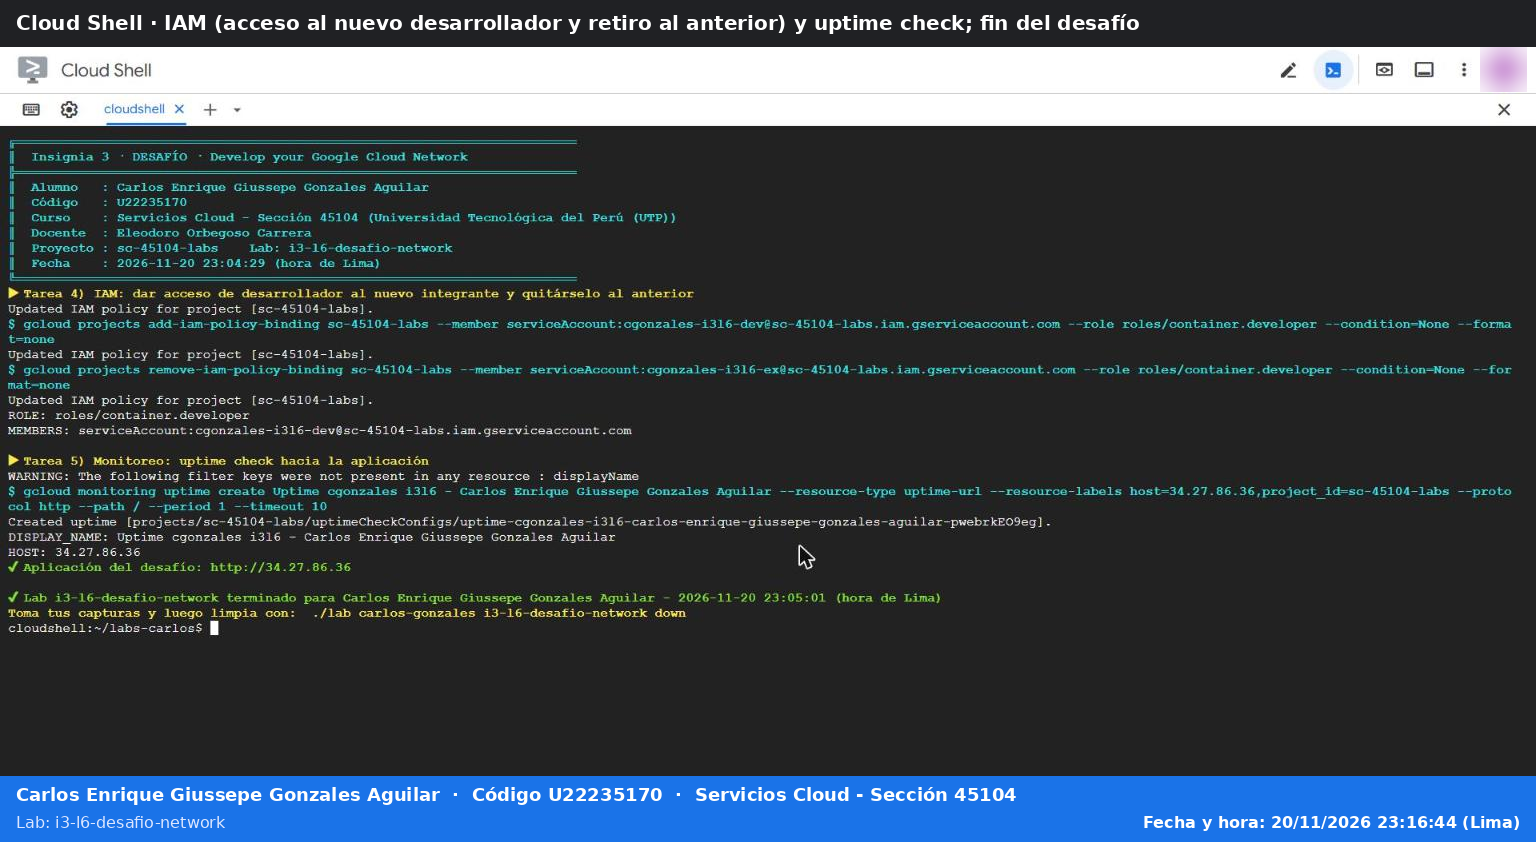 Cloud Shell · IAM (acceso al nuevo desarrollador y retiro al anterior) y uptime check; fin del desafío
Cloud Shell
cloudshell
Insignia 3 · DESAFÍO · Develop your Google Cloud Network
Alumno   : Carlos Enrique Giussepe Gonzales Aguilar
Código   : U22235170
Curso    : Servicios Cloud - Sección 45104 (Universidad Tecnológica del Perú (UTP))
Docente  : Eleodoro Orbegoso Carrera
Proyecto : sc-45104-labs    Lab: i3-l6-desafio-network
Fecha    : 2026-11-20 23:04:29 (hora de Lima)
▶ Tarea 4) IAM: dar acceso de desarrollador al nuevo integrante y quitárselo al anterior
Updated IAM policy for project [sc-45104-labs].
$ gcloud projects add-iam-policy-binding sc-45104-labs --member serviceAccount:cgonzales-i3l6-dev@sc-45104-labs.iam.gserviceaccount.com --role roles/container.developer --condition=None --forma
t=none
Updated IAM policy for project [sc-45104-labs].
$ gcloud projects remove-iam-policy-binding sc-45104-labs --member serviceAccount:cgonzales-i3l6-ex@sc-45104-labs.iam.gserviceaccount.com --role roles/container.developer --condition=None --for
mat=none
Updated IAM policy for project [sc-45104-labs].
ROLE: roles/container.developer
MEMBERS: serviceAccount:cgonzales-i3l6-dev@sc-45104-labs.iam.gserviceaccount.com
▶ Tarea 5) Monitoreo: uptime check hacia la aplicación
WARNING: The following filter keys were not present in any resource : displayName
$ gcloud monitoring uptime create Uptime cgonzales i3l6 - Carlos Enrique Giussepe Gonzales Aguilar --resource-type uptime-url --resource-labels host=34.27.86.36,project_id=sc-45104-labs --proto
col http --path / --period 1 --timeout 10
Created uptime [projects/sc-45104-labs/uptimeCheckConfigs/uptime-cgonzales-i3l6-carlos-enrique-giussepe-gonzales-aguilar-pwebrkEO9eg].
DISPLAY_NAME: Uptime cgonzales i3l6 - Carlos Enrique Giussepe Gonzales Aguilar
HOST: 34.27.86.36
✔ Aplicación del desafío: http://34.27.86.36
✔ Lab i3-l6-desafio-network terminado para Carlos Enrique Giussepe Gonzales Aguilar - 2026-11-20 23:05:01 (hora de Lima)
Toma tus capturas y luego limpia con:  ./lab carlos-gonzales i3-l6-desafio-network down
cloudshell:~/labs-carlos$
Carlos Enrique Giussepe Gonzales Aguilar · Código U22235170 · Servicios Cloud - Sección 45104
Lab: i3-l6-desafio-network
Fecha y hora: 20/11/2026 23:16:44 (Lima)